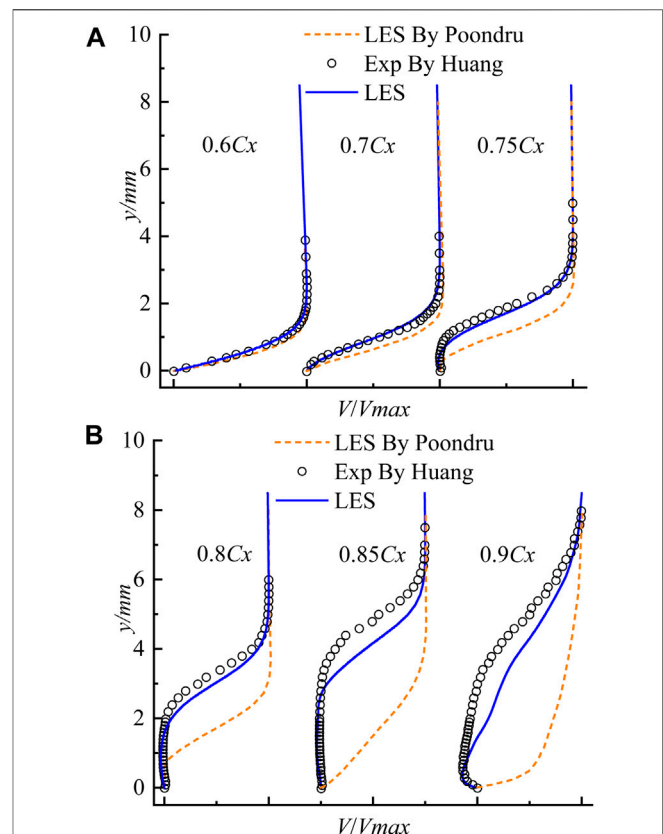 A
LES By Poondru
Exp By Huang
LES
10
8
6
4
2
0
y/mm
0.6Cx
0.7Cx
0.75Cx
V/Vmax
B
LES By Poondru
Exp By Huang
LES
10
8
6
4
2
0
y/mm
0.8Cx
0.85Cx
0.9Cx
V/Vmax